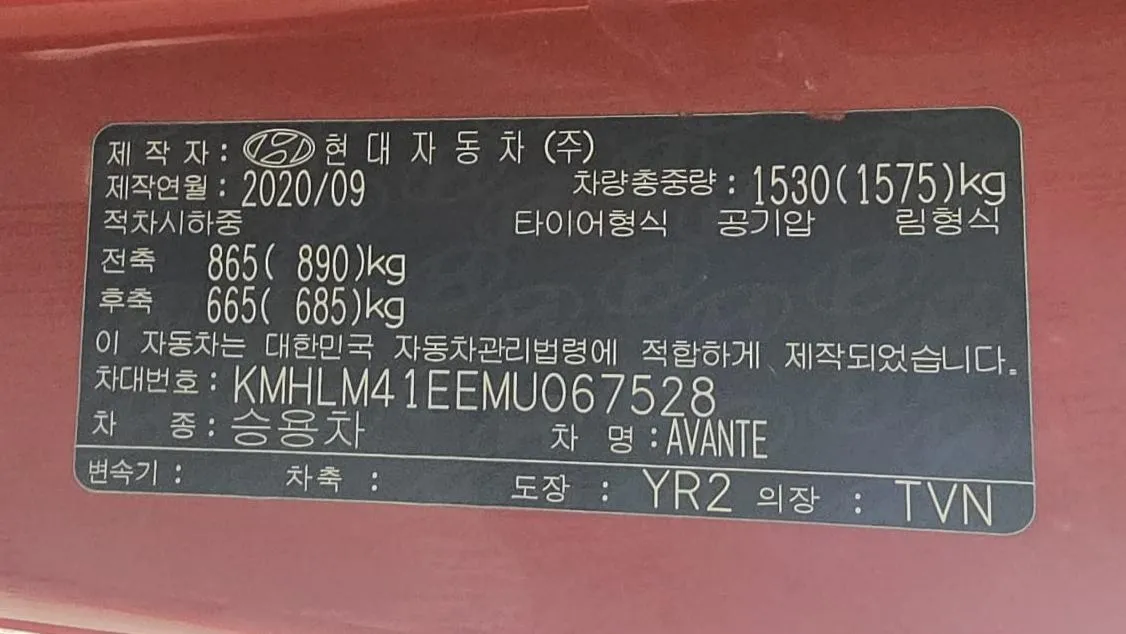 제 작 자 : 현 대 자 동 차 (주)
제작연월 : 2020/09 차량총중량 : 1530(1575)kg
적차시하중 타이어형식 공기압 림형식
전축 865( 890)kg
후축 665( 685)kg
이 자동차는 대한민국 자동차관리법령에 적합하게 제작되었습니다.
차대번호 : KMHLM41EEMU067528
차 종 : 승용차 차 명 : AVANTE
변속기 : 차축 : 도장 : YR2 의장 : TVN